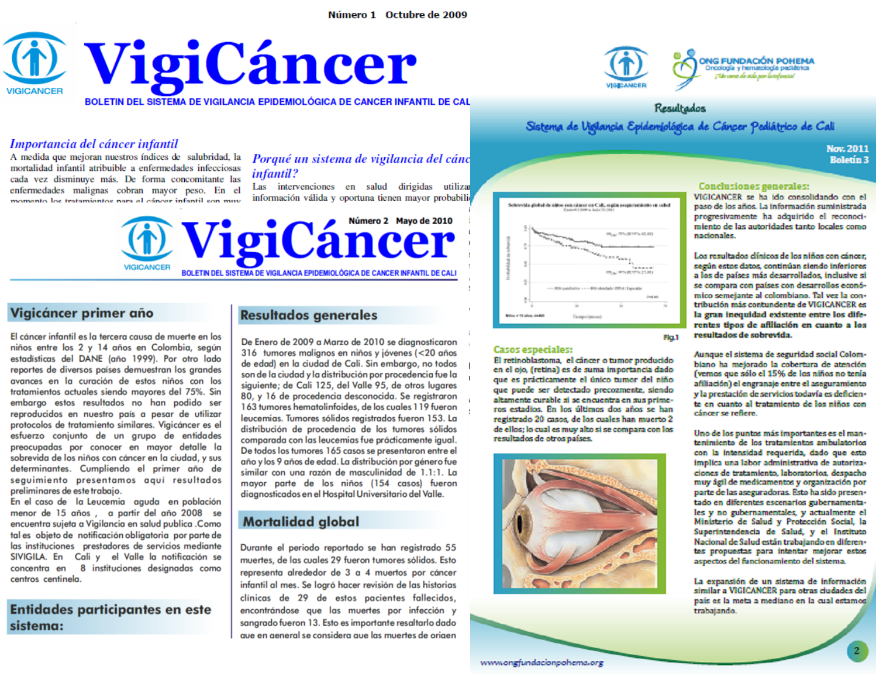 Número 1 Octubre de 2009
VIGICANCER
VigiCáncer
BOLETIN DEL SISTEMA DE VIGILANCIA EPIDEMIOLÓGICA DE CANCER INFANTIL DE CAL
Importancia del cáncer infantil
A medida que mejoran nuestros índices de salubridad, la
mortalidad infantil atribuible a enfermedades infecciosas
cada vez disminuye más. De forma concomitante las
enfermedades malignas cobran mayor peso. En el
momento los tratamientos para el cáncer infantil son muy
Porqué un sistema de vigilancia del cánc
infantil?
Las intervenciones en salud dirigidas utilizar
información válida y oportuna tienen mayor probabili
Número 2 Mayo de 2010
VIGICANCER
VigiCáncer
BOLETIN DEL SISTEMA DE VIGILANCIA EPIDEMIOLÓGICA DE CANCER INFANTIL DE CALI
Vigicáncer primer año
El cáncer infantil es la tercera causa de muerte en los
niños entre los 2 y 14 años en Colombia, según
estadísticas del DANE (año 1999). Por otro lado
reportes de diversos países demuestran los grandes
avances en la curación de estos niños con los
tratamientos actuales siendo mayores del 75%. Sin
embargo estos resultados no han podido ser
reproducidos en nuestro país a pesar de utilizar
protocolos de tratamiento similares. Vigicáncer es el
esfuerzo conjunto de un grupo de entidades
preocupadas por conocer en mayor detalle la
sobrevida de los niños con cáncer en la ciudad, y sus
determinantes. Cumpliendo el primer año de
seguimiento presentamos aquí resultados
preliminares de este trabajo.
En el caso de la Leucemia aguda en población
menor de 15 años , a partir del año 2008 se
encuentra sujeta a Vigilancia en salud publica .Como
tal es objeto de notificación obligatoria por parte de
las instituciones prestadores de servicios mediante
SIVIGILA. En Cali y el Valle la notificación se
concentra en 8 instituciones designadas como
centros centinela.
Entidades participantes en este
sistema:
Resultados generales
De Enero de 2009 a Marzo de 2010 se diagnosticaron
316 tumores malignos en niños y jóvenes (<20 años
de edad) en la ciudad de Cali. Sin embargo, no todos
son de la ciudad y la distribución por procedencia fue la
siguiente; de Cali 125, del Valle 95, de otros lugares
80, y 16 de procedencia desconocida. Se registraron
163 tumores hematolinfoides, de los cuales 119 fueron
leucemias. Tumores sólidos registrados fueron 153. La
distribución de procedencia de los tumores sólidos
comparada con las leucemias fue prácticamente igual.
De todos los tumores 165 casos se presentaron entre el
año y los 9 años de edad. La distribución por género fue
similar con una razón de masculinidad de 1.1:1. La
mayor parte de los niños (154 casos) fueron
diagnosticados en el Hospital Universitario del Valle.
Mortalidad global
Durante el periodo reportado se han registrado 55
muertes, de las cuales 29 fueron tumores sólidos. Esto
representa alrededor de 3 a 4 muertos por cáncer
infantil al mes. Se logró hacer revisión de las historias
clínicas de 29 de estos pacientes fallecidos,
encontrándose que las muertes por infección y
sangrado fueron 13. Esto es importante resaltarlo dado
que en general se considera que las muertes de origen
VIGICANCER
ONG FUNDACIÓN POHEMA
Oncología y hematología pediátrica
Resultados
Sistema de Vigilancia Epidemiológica de Cáncer Pediátrico de Cali
Nov. 2011
Boletín 3
Sobrevida global de niños con cáncer en Cali, según aseguramiento en salud
Fig.1
Casos especiales:
El retinoblastoma, el cáncer o tumor producido
en el ojo, (retina) es de suma importancia dado
que es prácticamente el único tumor del niño
que puede ser detectado precozmente, siendo
altamente curable si se encuentra en sus prime-
ros estadios. En los últimos dos años se han
registrado 20 casos, de los cuales han muerto 2
de ellos; lo cual es muy alto si se compara con los
resultados de otros países.
Conclusiones generales:
VIGICANCER se ha ido consolidando con el
paso de los años. La información suministrada
progresivamente ha adquirido el reconoci-
miento de las autoridades tanto locales como
nacionales.
Los resultados clínicos de los niños con cáncer,
según estos datos, continúan siendo inferiores
a los de países más desarrollados, inclusive si
se compara con países con desarrollos econó-
mico semejante al colombiano. Tal vez la con-
tribución más contundente de VIGICANCER es
la gran inequidad existente entre los dife-
rentes tipos de afiliación en cuanto a los
resultados de sobrevida.
Aunque el sistema de seguridad social Colom-
biano ha mejorado la cobertura de atención
(vemos que sólo el 15% de los niños no tenía
afiliación) el engranaje entre el aseguramiento
y la prestación de servicios todavía es deficien-
te en cuanto al tratamiento de los niños con
cáncer se refiere.
Uno de los puntos más importantes es el man-
tenimiento de los tratamientos ambulatorios
con la intensidad requerida, dado que esto
implica una labor administrativa de autoriza-
ciones de tratamiento, laboratorios, despacho
muy ágil de medicamentos y organización por
parte de las aseguradoras. Esto ha sido presen-
tado en diferentes escenarios gubernamenta-
les y no gubernamentales, y actualmente el
Ministerio de Salud y Protección Social, la
Superintendencia de Salud, y el Instituto
Nacional de Salud están trabajando en diferen-
tes propuestas para intentar mejorar estos
aspectos del funcionamiento del sistema.
La expansión de un sistema de información
similar a VIGICANCER para otras ciudades del
país es la meta a mediano en la cual estamos
trabajando.
www.ongfundacionpohema.org
2